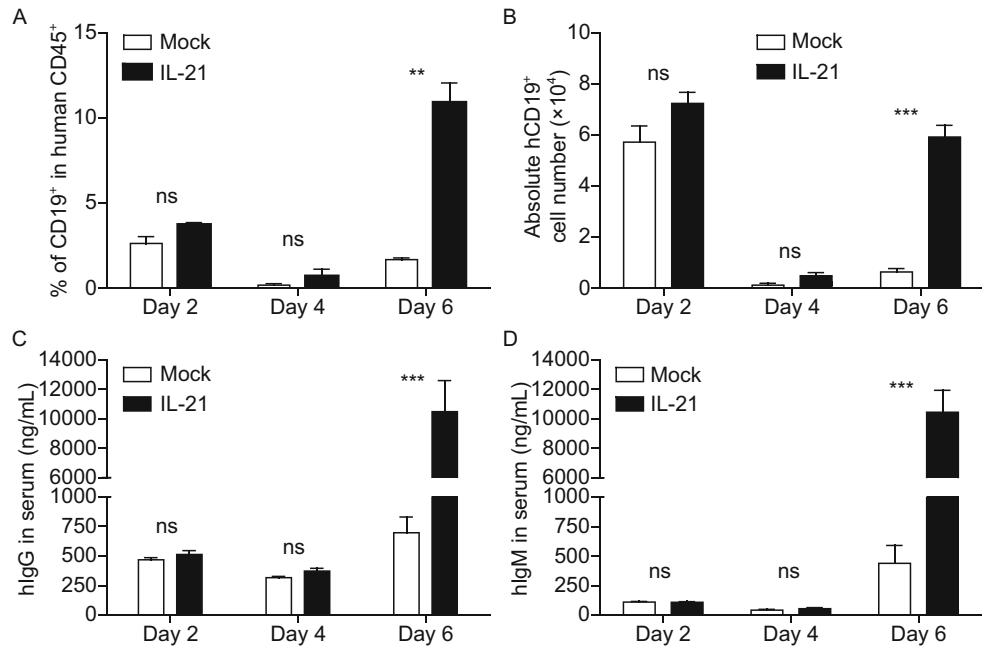 A
% of CD19+ in human CD45+
15
10
5
0
Mock
IL-21
ns
ns
**
Day 2
Day 4
Day 6
B
Absolute hCD19+
cell number (×10⁴)
10
8
6
4
2
0
Mock
IL-21
ns
ns
***
Day 2
Day 4
Day 6
C
hIgG in serum (ng/mL)
14000
12000
10000
8000
6000
1000
750
500
250
0
Mock
IL-21
ns
ns
***
Day 2
Day 4
Day 6
D
hIgM in serum (ng/mL)
14000
12000
10000
8000
6000
1000
750
500
250
0
Mock
IL-21
ns
ns
***
Day 2
Day 4
Day 6